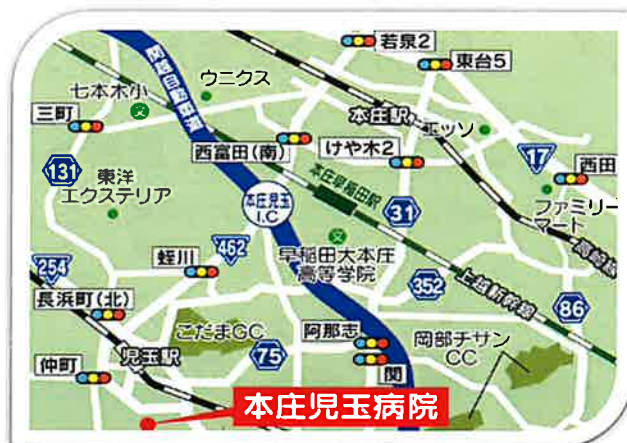 若泉2
東台5
七本木小
ウニクス
関越自動車道
三町
本庄駅
エッソ
西富田(南)
けや木2
17
西田
131
東洋
エクステリア
本庄早稲田駅
本庄児玉
I.C
31
ファミリー
マート
高崎線
462
早稲田大本庄
高等学院
254
蛭川
352
上越新幹線
86
長浜町(北)
こだまGC
阿那志
岡部チサン
CC
児玉駅
75
仲町
関
本庄児玉病院